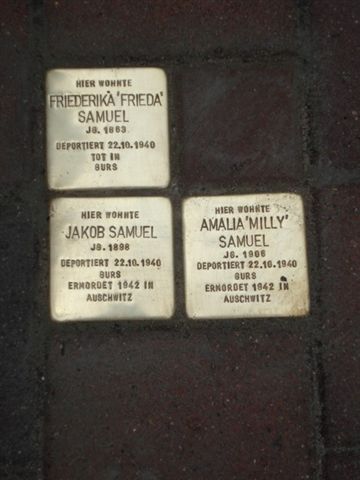 HIER WOHNTE
FRIEDERIKA 'FRIEDA'
SAMUEL
JG. 1863
DEPORTIERT 22.10.1940
TOT IN
GURS
HIER WOHNTE
JAKOB SAMUEL
JG. 1898
DEPORTIERT 22.10.1940
GURS
ERMORDET 1942 IN
AUSCHWITZ
HIER WOHNTE
AMALIA 'MILLY'
SAMUEL
JG. 1906
DEPORTIERT 22.10.1940
GURS
ERMORDET 1942 IN
AUSCHWITZ